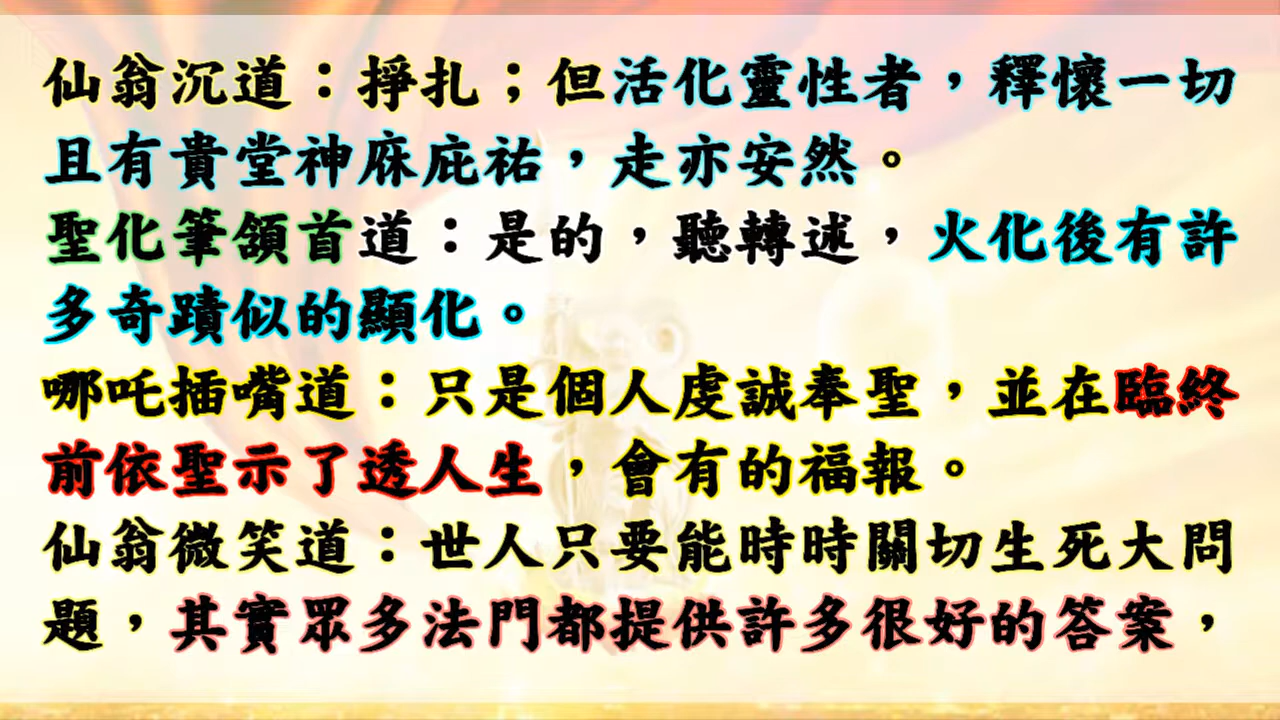 仙翁沉道：掙扎；但活化靈性者，釋懷一切
且有貴堂神庥庇祐，走亦安然。
聖化筆頷首道：是的，聽轉述，火化後有許
多奇蹟似的顯化。
哪吒插嘴道：只是個人虔誠奉聖，並在臨終
前依聖示了透人生，會有的福報。
仙翁微笑道：世人只要能時時關切生死大問
題，其實眾多法門都提供許多很好的答案，